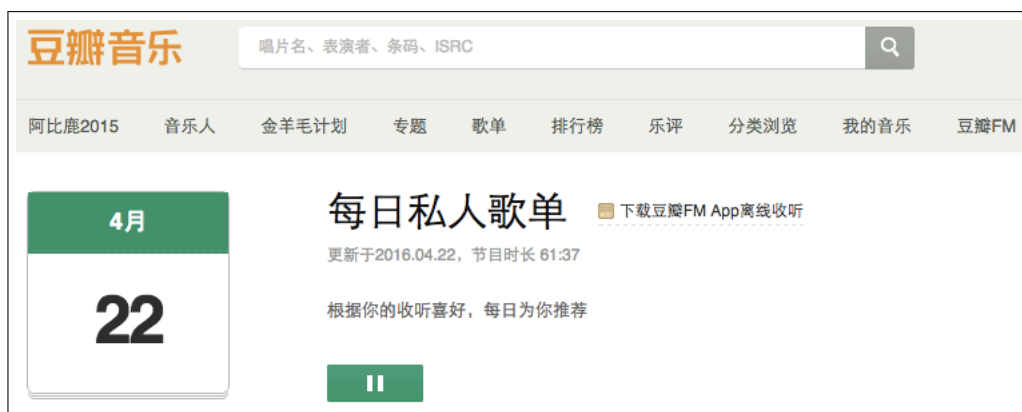 豆瓣音乐
唱片名、表演者、条码、ISRC
阿比鹿2015 音乐人 金羊毛计划 专题 歌单 排行榜 乐评 分类浏览 我的音乐 豆瓣FM
4月
22
每日私人歌单
下载豆瓣FM App离线收听
更新于2016.04.22，节目时长 61:37
根据你的收听喜好，每日为你推荐